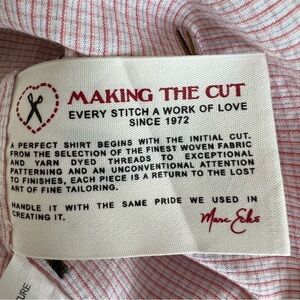 MAKING THE CUT
EVERY STITCH A WORK OF LOVE
SINCE 1972
A PERFECT SHIRT BEGINS WITH THE INITIAL CUT.
FROM THE SELECTION OF THE FINEST WOVEN FABRIC
AND YARN DYED THREADS TO EXCEPTIONAL
PATTERNING AND AN UNCONVENTIONAL ATTENTION
TO FINISHES, EACH PIECE IS A RETURN TO THE LOST
ART OF FINE TAILORING.
HANDLE IT WITH THE SAME PRIDE WE USED IN
CREATING IT.
Marc Ecko